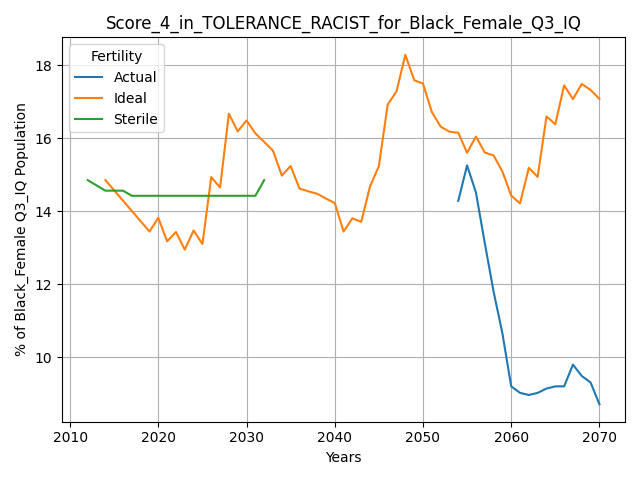 Score_4_in_TOLERANCE_RACIST_for_Black_Female_Q3_IQ
Fertility
Actual
Ideal
Sterile
% of Black_Female Q3_IQ Population
18
16
14
12
10
2010 2020 2030 2040 2050 2060 2070
Years